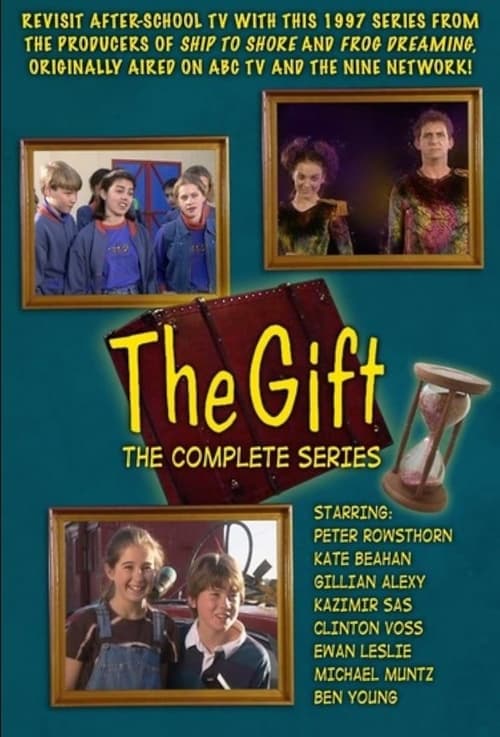 REVISIT AFTER-SCHOOL TV WITH THIS 1997 SERIES FROM
THE PRODUCERS OF SHIP TO SHORE AND FROG DREAMING,
ORIGINALLY AIRED ON ABC TV AND THE NINE NETWORK!
The Gift
THE COMPLETE SERIES
STARRING:
PETER ROWSTHORN
KATE BEAHAN
GILLIAN ALEXY
KAZIMIR SAS
CLINTON VOSS
EWAN LESLIE
MICHAEL MUNTZ
BEN YOUNG